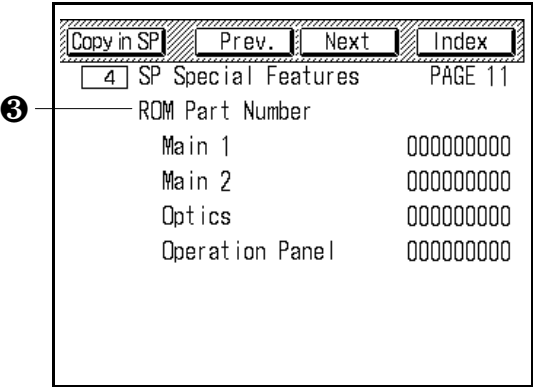 Copy in SP Prev. Next Index
4 SP Special Features PAGE 11
❸ ROM Part Number
Main 1 000000000
Main 2 000000000
Optics 000000000
Operation Panel 000000000